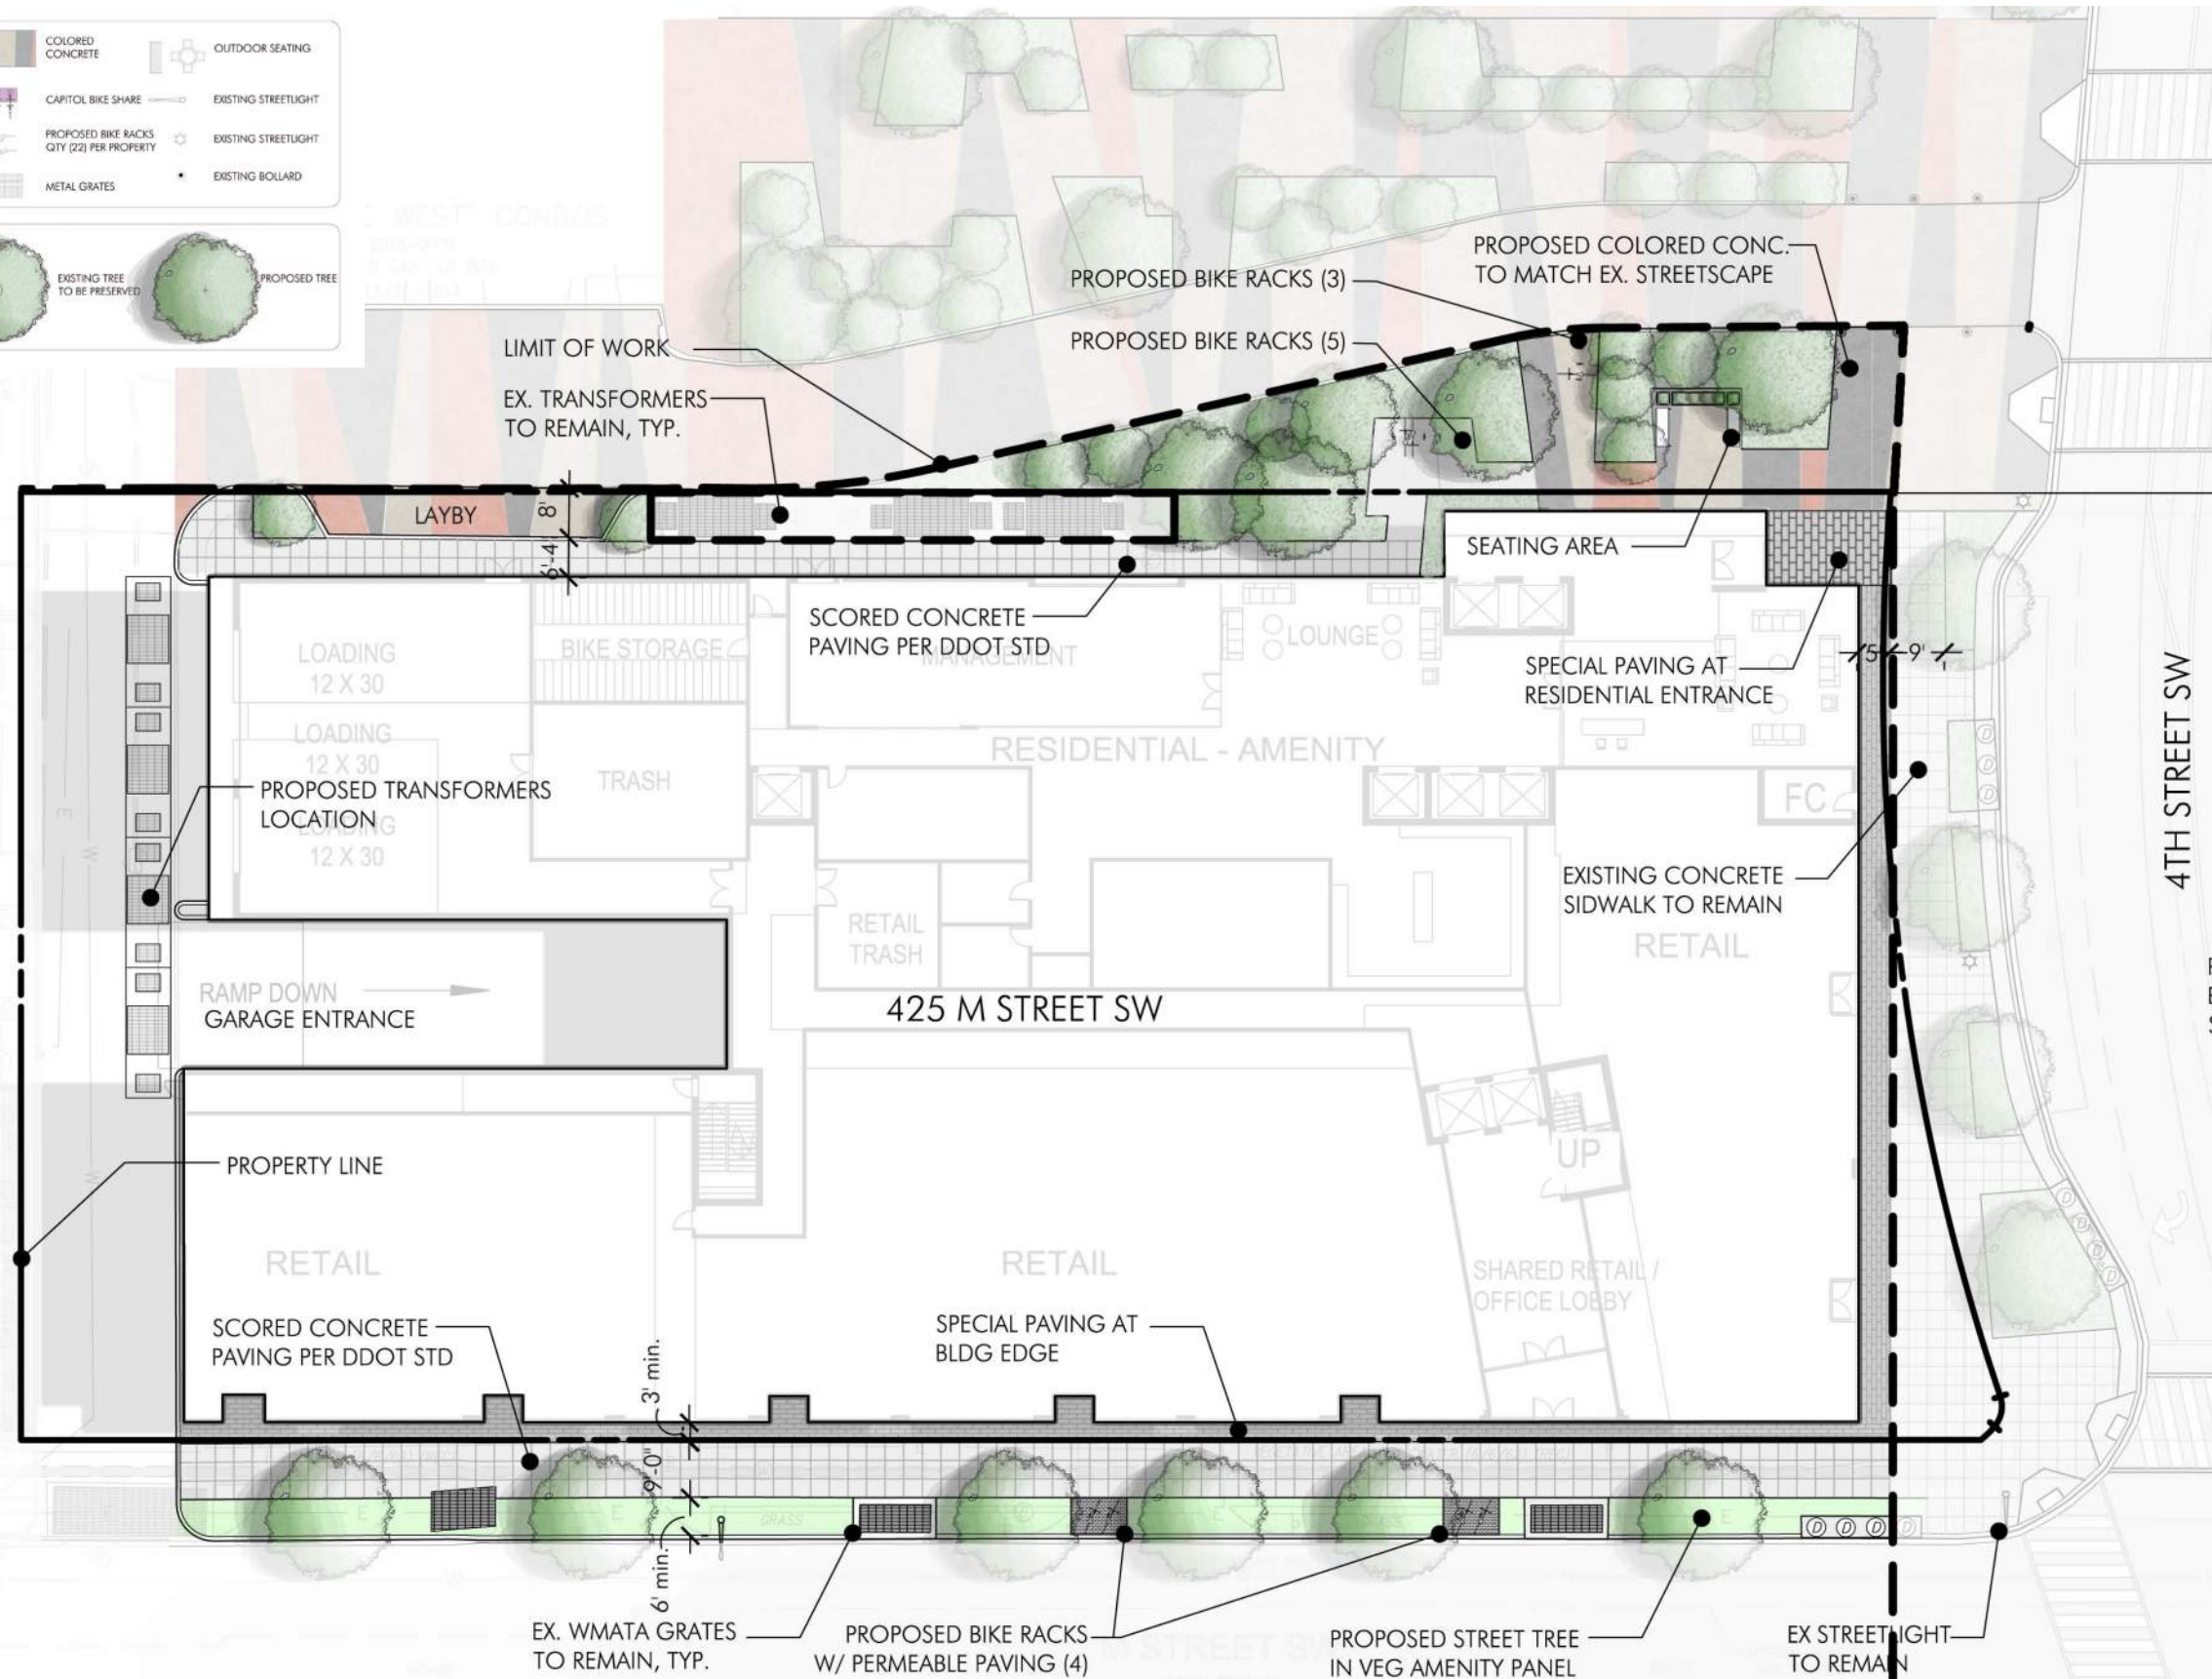 COLORED
CONCRETE
OUTDOOR SEATING
CAPITOL BIKE SHARE
EXISTING STREETLIGHT
PROPOSED BIKE RACKS
QTY (22) PER PROPERTY
EXISTING STREETLIGHT
METAL GRATES
EXISTING BOLLARD
EXISTING TREE
TO BE PRESERVED
PROPOSED TREE
WEST" CONDOS
PROPOSED COLORED CONC.
TO MATCH EX. STREETSCAPE
PROPOSED BIKE RACKS (3)
PROPOSED BIKE RACKS (5)
LIMIT OF WORK
EX. TRANSFORMERS
TO REMAIN, TYP.
LAYBY
8'
6'-4"
SEATING AREA
SCORED CONCRETE
PAVING PER DDOT STD
LOADING
12 X 30
BIKE STORAGE
MANAGEMENT
LOUNGE
SPECIAL PAVING AT
RESIDENTIAL ENTRANCE
5'
9'
4TH STREET SW
LOADING
12 X 30
TRASH
RESIDENTIAL - AMENITY
PROPOSED TRANSFORMERS
LOCATION
LOADING
12 X 30
FC
EXISTING CONCRETE
SIDWALK TO REMAIN
RETAIL
TRASH
RETAIL
RAMP DOWN
GARAGE ENTRANCE
425 M STREET SW
UP
PROPERTY LINE
RETAIL
RETAIL
SHARED RETAIL /
OFFICE LOBBY
SCORED CONCRETE
PAVING PER DDOT STD
3' min.
SPECIAL PAVING AT
BLDG EDGE
9'-0"
GRASS
6' min.
D D D D
EX. WMATA GRATES
TO REMAIN, TYP.
PROPOSED BIKE RACKS
W/ PERMEABLE PAVING (4)
M STREET SW
PROPOSED STREET TREE
IN VEG AMENITY PANEL
EX STREETLIGHT
TO REMAIN